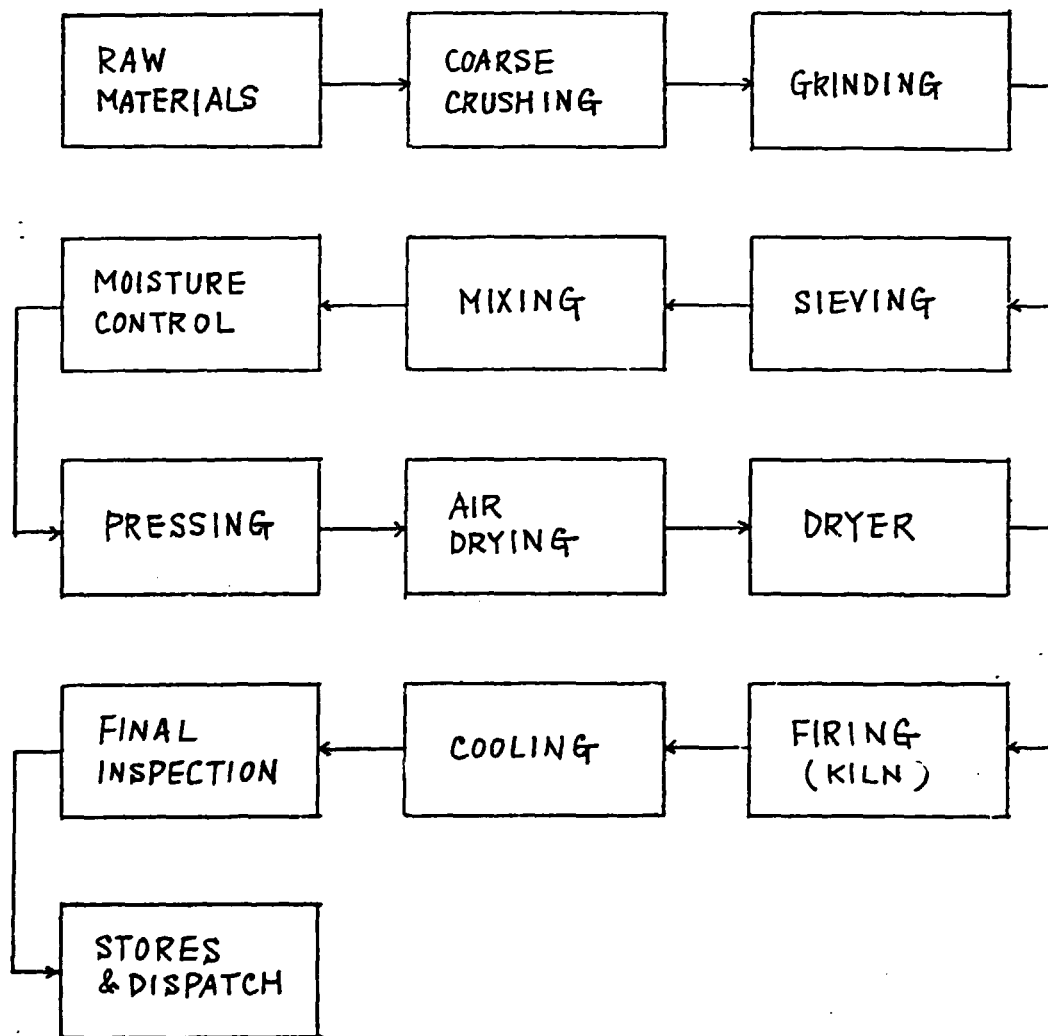 RAW
MATERIALS
COARSE
CRUSHING
GRINDING
MOISTURE
CONTROL
MIXING
SIEVING
PRESSING
AIR
DRYING
DRYER
FINAL
INSPECTION
COOLING
FIRING
(KILN)
STORES
& DISPATCH